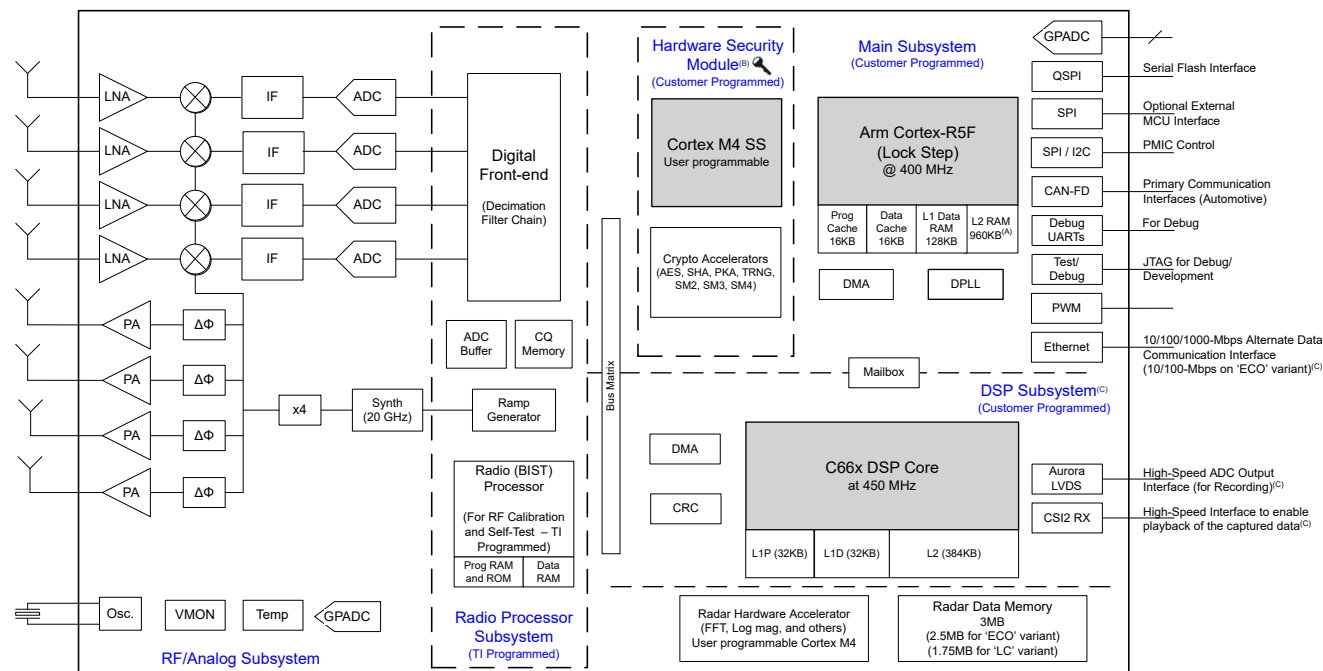 LNA
IF
ADC
LNA
IF
ADC
LNA
IF
ADC
LNA
IF
ADC
PA
ΔΦ
PA
ΔΦ
PA
ΔΦ
PA
ΔΦ
x4
Synth
(20 GHz)
Osc.
VMON
Temp
GPADC
RF/Analog Subsystem
Digital
Front-end
(Decimation
Filter Chain)
ADC
Buffer
CQ
Memory
Ramp
Generator
Radio (BIST)
Processor
(For RF Calibration
and Self-Test – TI
Programmed)
Prog RAM
and ROM
Data
RAM
Radio Processor
Subsystem
(TI Programmed)
Bus Matrix
Hardware Security
Module(B)
(Customer Programmed)
Cortex M4 SS
User programmable
Crypto Accelerators
(AES, SHA, PKA, TRNG,
SM2, SM3, SM4)
Main Subsystem
(Customer Programmed)
Arm Cortex-R5F
(Lock Step)
@ 400 MHz
Prog
Cache
16KB
Data
Cache
16KB
L1 Data
RAM
128KB
L2 RAM
960KB(A)
DMA
DPLL
Mailbox
DSP Subsystem(C)
(Customer Programmed)
DMA
CRC
C66x DSP Core
at 450 MHz
L1P (32KB)
L1D (32KB)
L2 (384KB)
Radar Hardware Accelerator
(FFT, Log mag, and others)
User programmable Cortex M4
Radar Data Memory
3MB
(2.5MB for 'ECO' variant)
(1.75MB for 'LC' variant)
GPADC
QSPI
Serial Flash Interface
SPI
Optional External
MCU Interface
SPI / I2C
PMIC Control
CAN-FD
Primary Communication
Interfaces (Automotive)
Debug
UARTs
For Debug
Test/
Debug
JTAG for Debug/
Development
PWM
Ethernet
10/100/1000-Mbps Alternate Data
Communication Interface
(10/100-Mbps on 'ECO' variant)(C)
Aurora
LVDS
High-Speed ADC Output
Interface (for Recording)(C)
CSI2 RX
High-Speed Interface to enable
playback of the captured data(C)